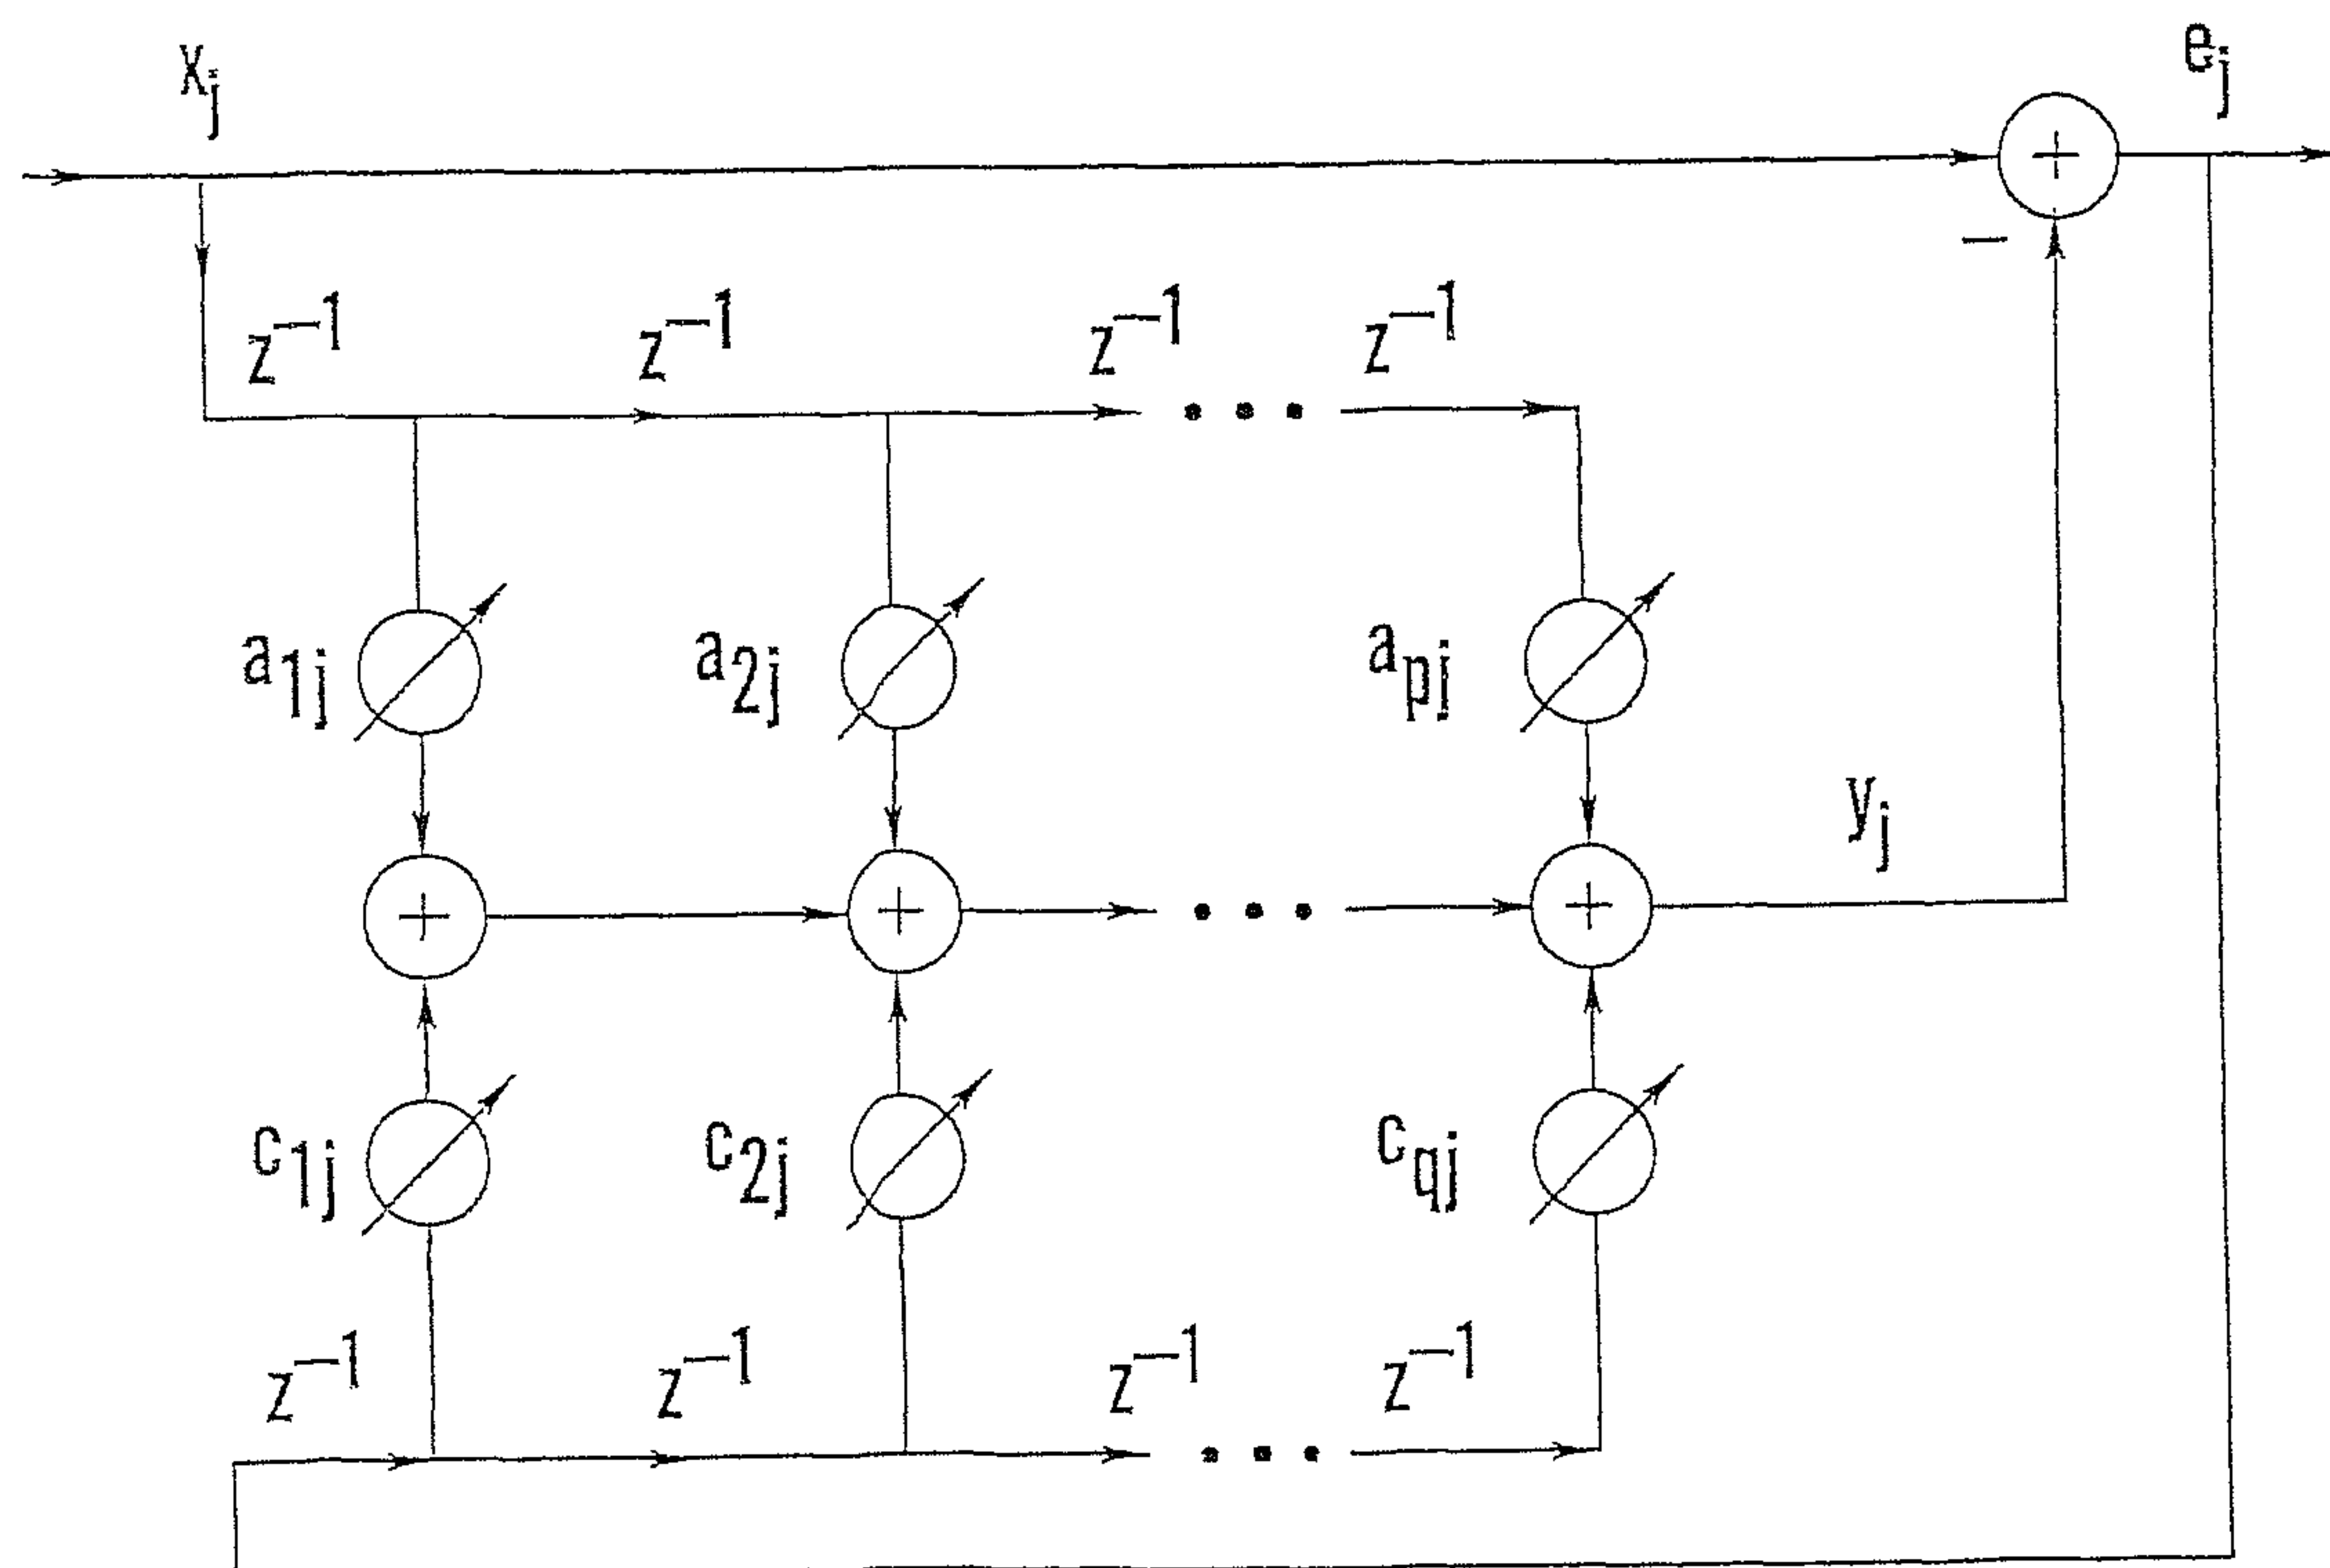 x_j e_j
−
z^−1 z^−1 z^−1 • • • z^−1
a_1j a_2j a_pj
y_j
+ + • • • +
c_1j c_2j c_qj
z^−1 z^−1 z^−1 • • • z^−1